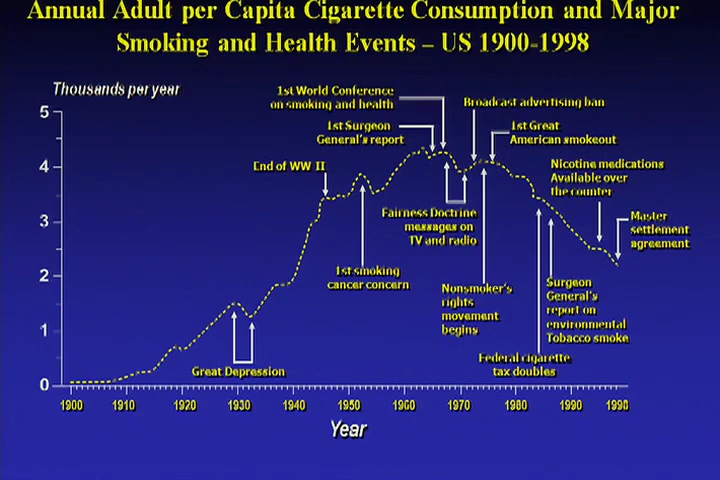 Annual Adult per Capita Cigarette Consumption and Major
Smoking and Health Events – US 1900-1998
Thousands per year
5
4
3
2
1
0
1st World Conference
on smoking and health
Broadcast advertising ban
1st Surgeon
General's report
1st Great
American smokeout
End of WW II
Nicotine medications
Available over
the counter
Fairness Doctrine
messages on
TV and radio
Master
settlement
agreement
1st smoking
cancer concern
Nonsmoker's
rights
movement
begins
Surgeon
General's
report on
environmental
Tobacco smoke
Great Depression
Federal cigarette
tax doubles
1900 1910 1920 1930 1940 1950 1960 1970 1980 1990 1990
Year